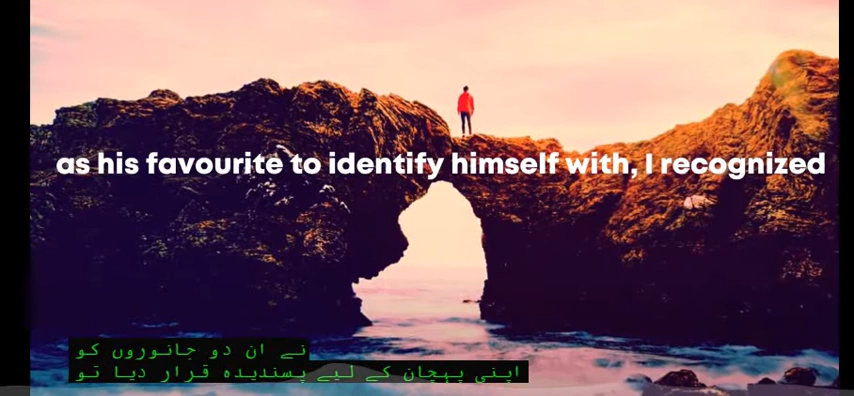 as his favourite to identify himself with, I recognized
نے ان دو جانوروں کو
اپنی پہچان کے لیے پسندیدہ قرار دیا تو